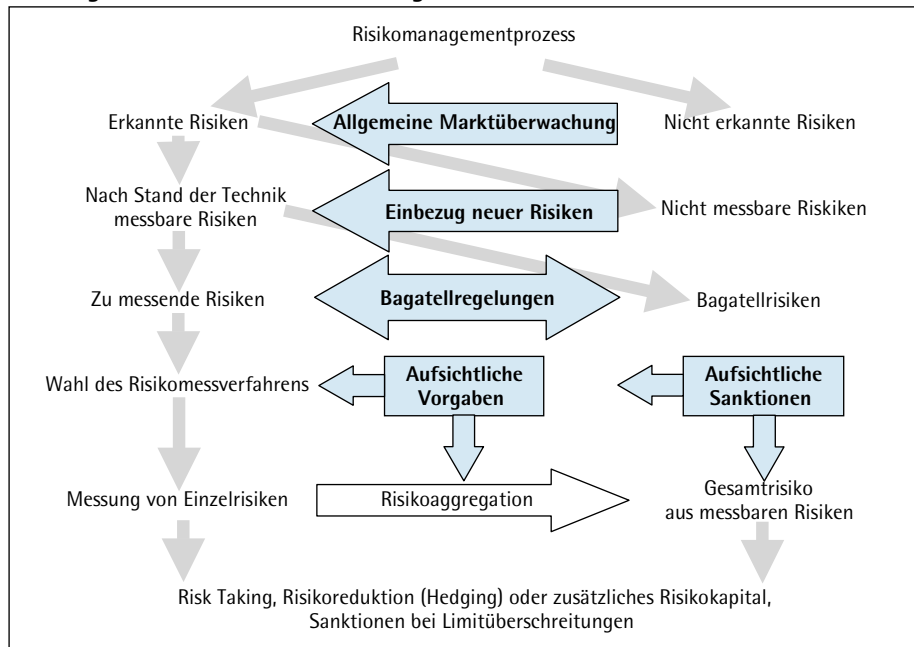 Risikomanagementprozess
Erkannte Risiken
Allgemeine Marktüberwachung
Nicht erkannte Risiken
Nach Stand der Technik
messbare Risiken
Einbezug neuer Risiken
Nicht messbare Riskiken
Zu messende Risiken
Bagatellregelungen
Bagatellrisiken
Wahl des Risikomessverfahrens
Aufsichtliche
Vorgaben
Aufsichtliche
Sanktionen
Messung von Einzelrisiken
Risikoaggregation
Gesamtrisiko
aus messbaren Risiken
Risk Taking, Risikoreduktion (Hedging) oder zusätzliches Risikokapital,
Sanktionen bei Limitüberschreitungen